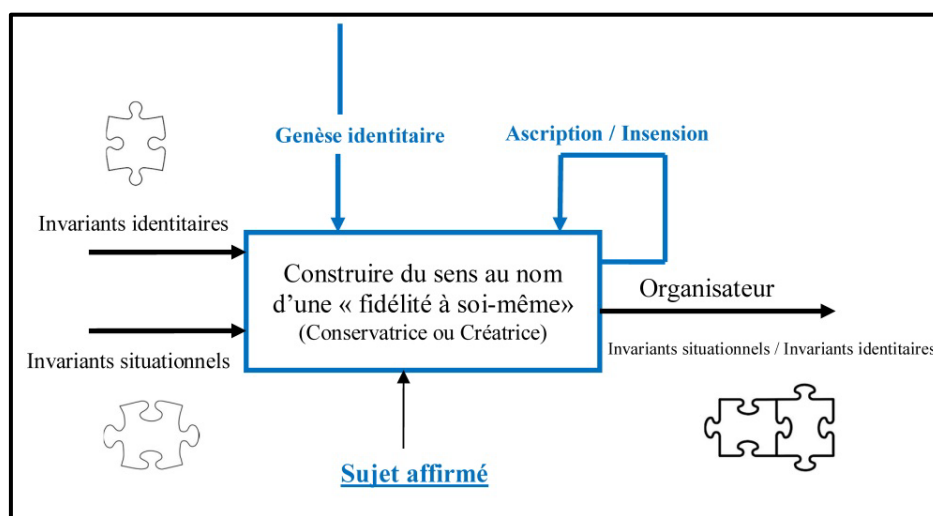 Genèse identitaire
Ascription / Insension
Invariants identitaires
Construire du sens au nom
d’une « fidélité à soi-même»
(Conservatrice ou Créatrice)
Organisateur
Invariants situationnels
Invariants situationnels / Invariants identitaires
Sujet affirmé